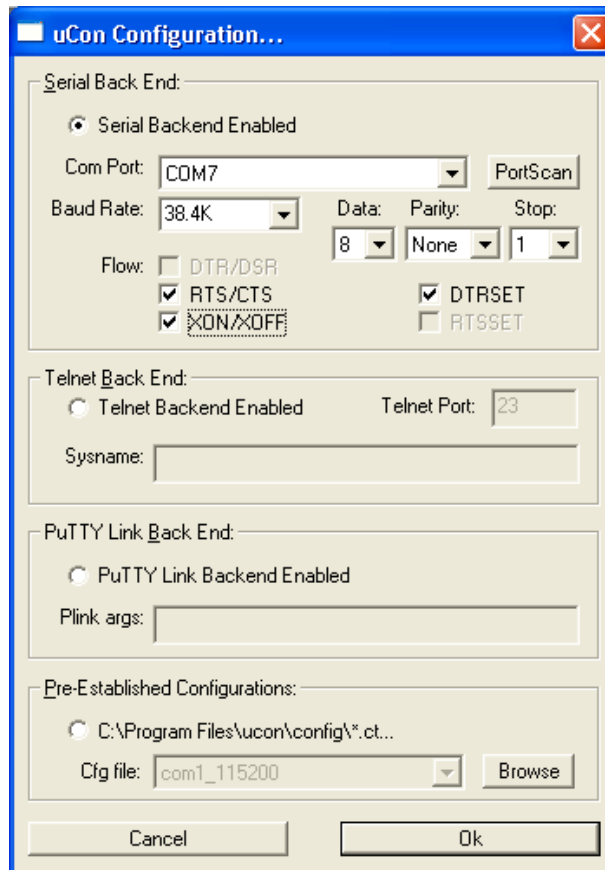 uCon Configuration...
Serial Back End:
Serial Backend Enabled
Com Port: COM7 PortScan
Baud Rate: 38.4K Data: 8 Parity: None Stop: 1
Flow: DTR/DSR
RTS/CTS DTRSET
XON/XOFF RTSSET
Telnet Back End:
Telnet Backend Enabled Telnet Port: 23
Sysname:
PuTTY Link Back End:
PuTTY Link Backend Enabled
Plink args:
Pre-Established Configurations:
C:\Program Files\ucon\config\*.ct...
Cfg file: com1_115200 Browse
Cancel Ok